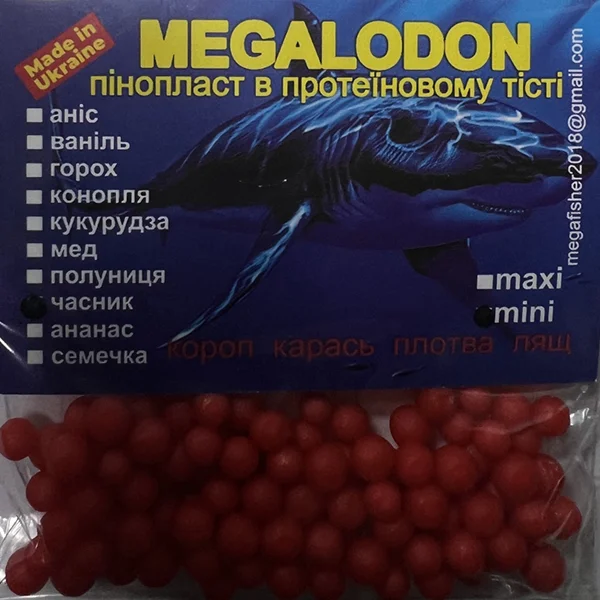 Made in
Ukraine
MEGALODON
пінопласт в протеїновому тісті
аніс
ваніль
горох
конопля
кукурудза
мед
полуниця
часник
ананас
семечка
maxi
mini
короп карась плотва лящ
megafisher2018@gmail.com